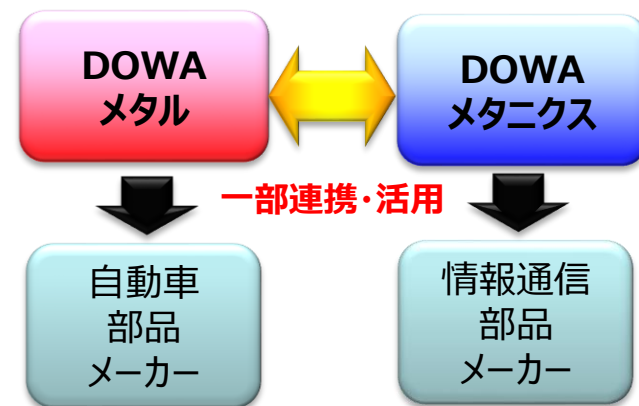 DOWA
メタル
DOWA
メタニクス
一部連携・活用
自動車
部品
メーカー
情報通信
部品
メーカー